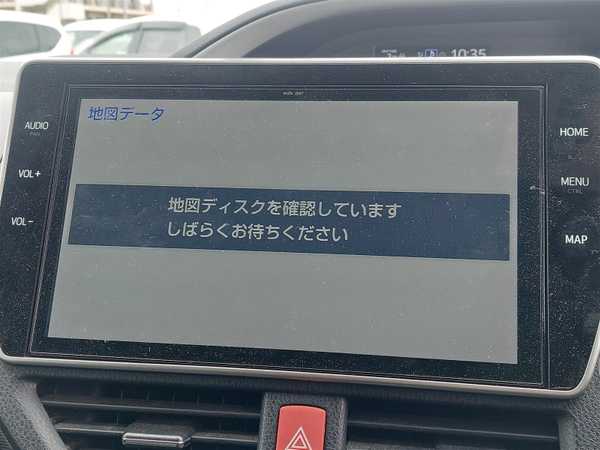 10:35
地図データ
AUDIO
VOL+
VOL-
地図ディスクを確認しています
しばらくお待ちください
HOME
MENU
MAP